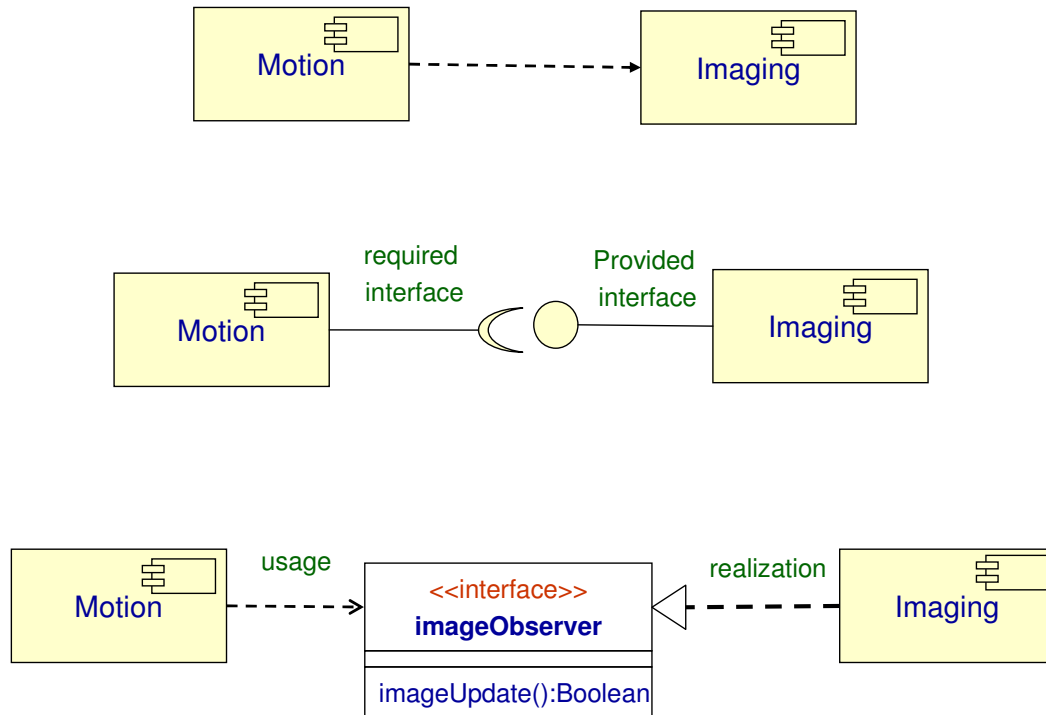 Motion
Imaging
required
interface
Provided
interface
Motion
Imaging
usage
realization
<<interface>>
imageObserver
Motion
Imaging
imageUpdate():Boolean